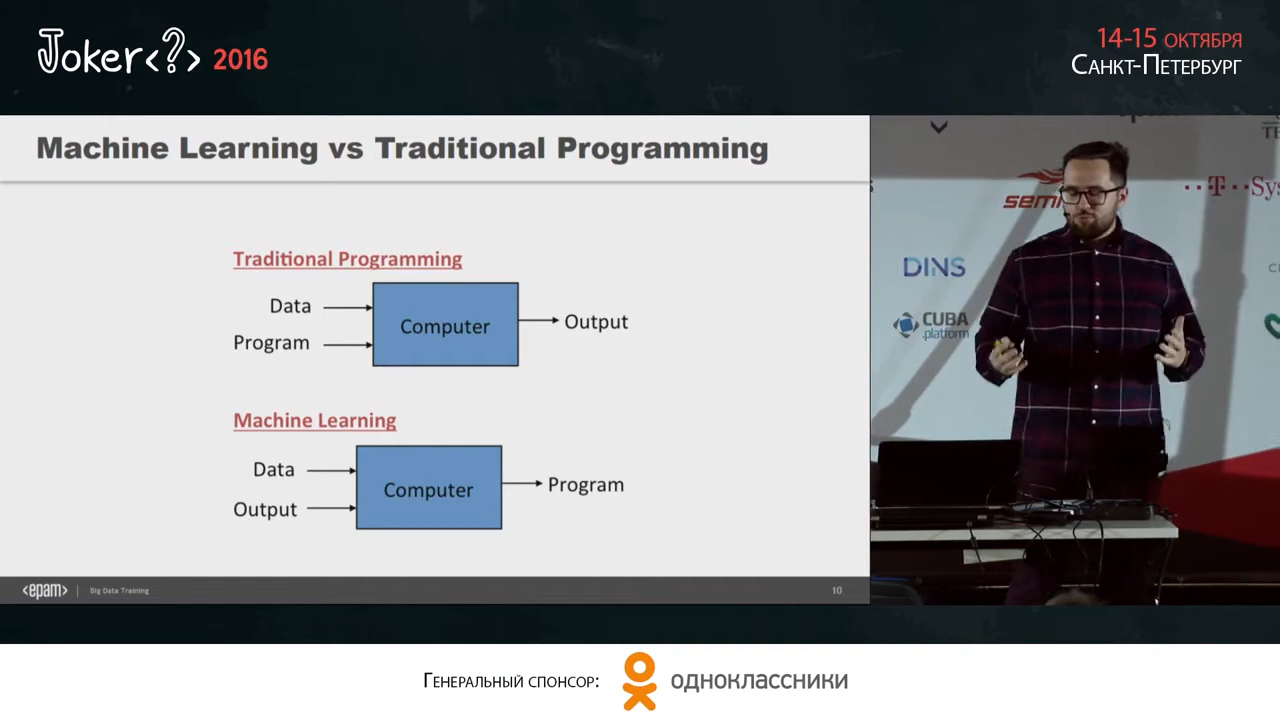 Joker<?> 2016
14-15 ОКТЯБРЯ
САНКТ-ПЕТЕРБУРГ
Machine Learning vs Traditional Programming
Traditional Programming
Data
Program
Computer
Output
Machine Learning
Data
Output
Computer
Program
<epam>
Big Data Training
10
DINS
CUBA
.platform
ГЕНЕРАЛЬНЫЙ СПОНСОР:
одноклассники